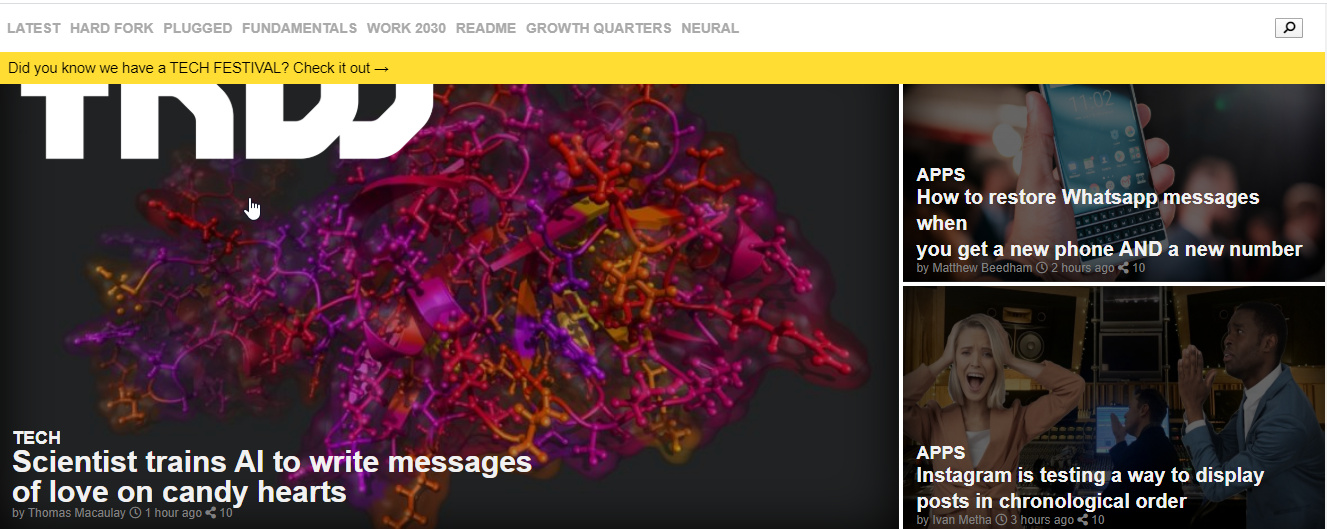 LATEST HARD FORK PLUGGED FUNDAMENTALS WORK 2030 README GROWTH QUARTERS NEURAL
Did you know we have a TECH FESTIVAL? Check it out →
TECH
Scientist trains AI to write messages
of love on candy hearts
by Thomas Macaulay 1 hour ago 10
11:02
APPS
How to restore Whatsapp messages
when
you get a new phone AND a new number
by Matthew Beedham 2 hours ago 10
APPS
Instagram is testing a way to display
posts in chronological order
by Ivan Metha 3 hours ago 10